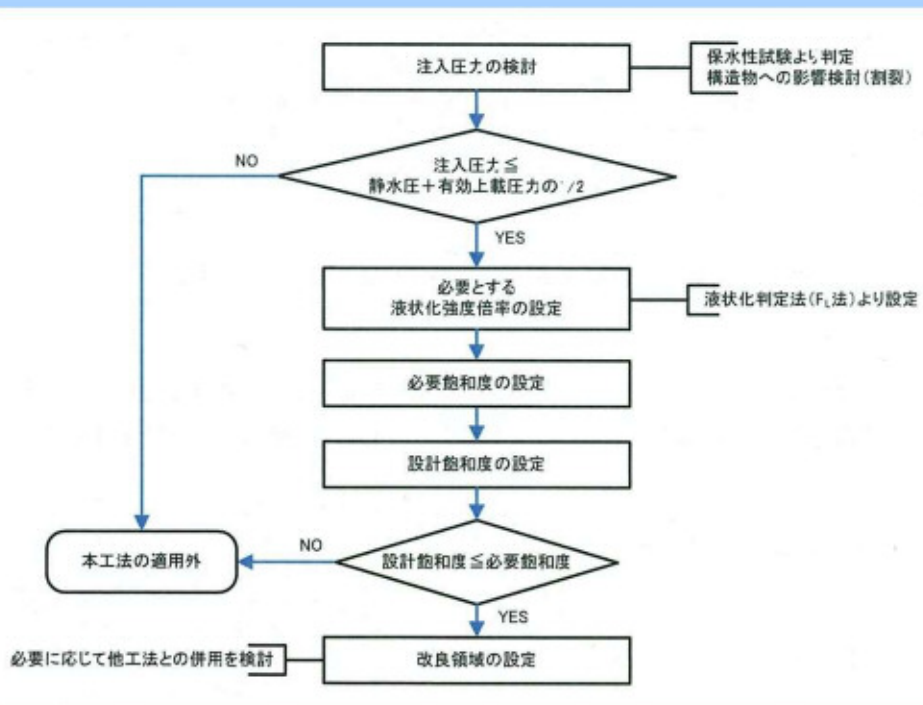 注入圧力の検討
保水性試験より判定
構造物への影響検討(割裂)
注入圧力≦
静水圧+有効上載圧力の1/2
NO
YES
必要とする
液状化強度倍率の設定
液状化判定法(FL法)より設定
必要飽和度の設定
設計飽和度の設定
本工法の適用外
NO
設計飽和度≦必要飽和度
YES
必要に応じて他工法との併用を検討
改良領域の設定